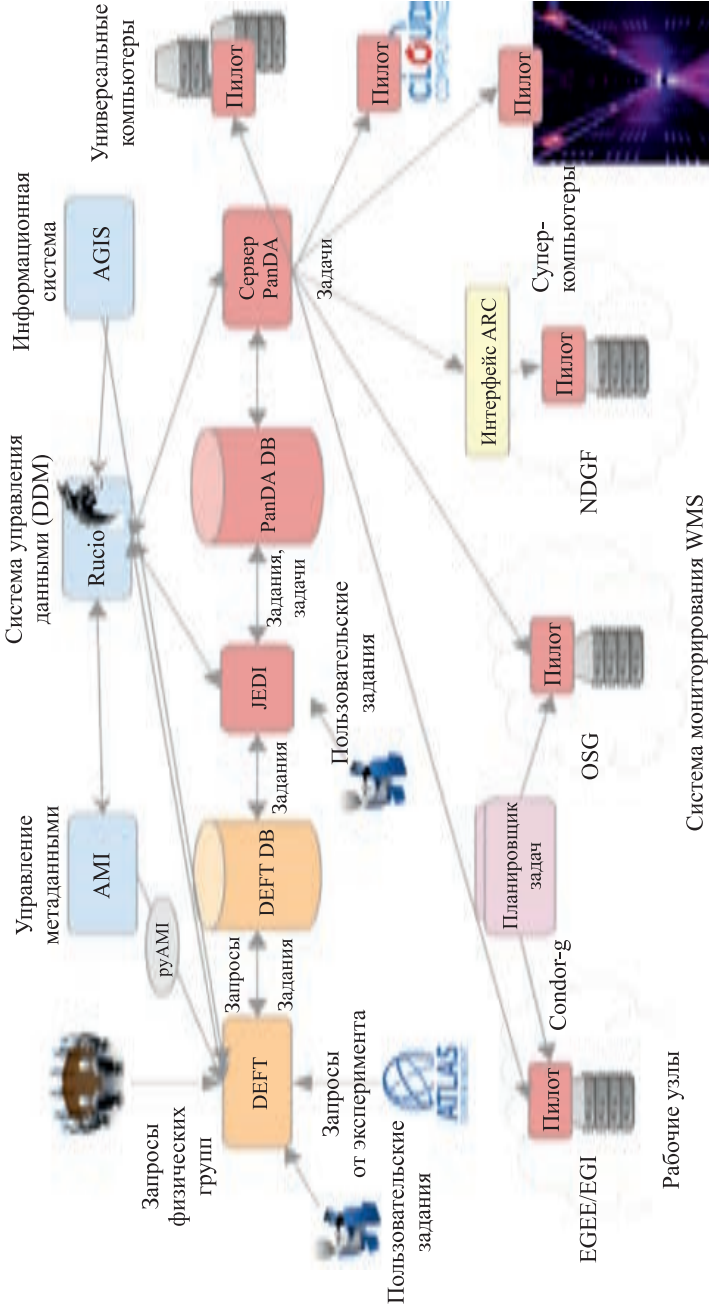 Управление
метаданными
Система управления
данными (DDM)
Информационная
система
Универсальные
компьютеры
AMI
Rucio
AGIS
Пилот
pyAMI
Запросы
физических
групп
DEFT
Запросы
Задания
DEFT DB
Задания
JEDI
Задания,
задачи
PanDA DB
Сервер
PanDA
Задачи
Пилот
CLOUD
COMPUTING
Запросы
от эксперимента
ATLAS
Пользовательские
задания
Пользовательские
задания
Интерфейс ARC
Супер-
компьютеры
Пилот
Планировщик
задач
Condor-g
Пилот
Пилот
Пилот
EGEE/EGI
OSG
NDGF
Рабочие узлы
Система мониторирования WMS